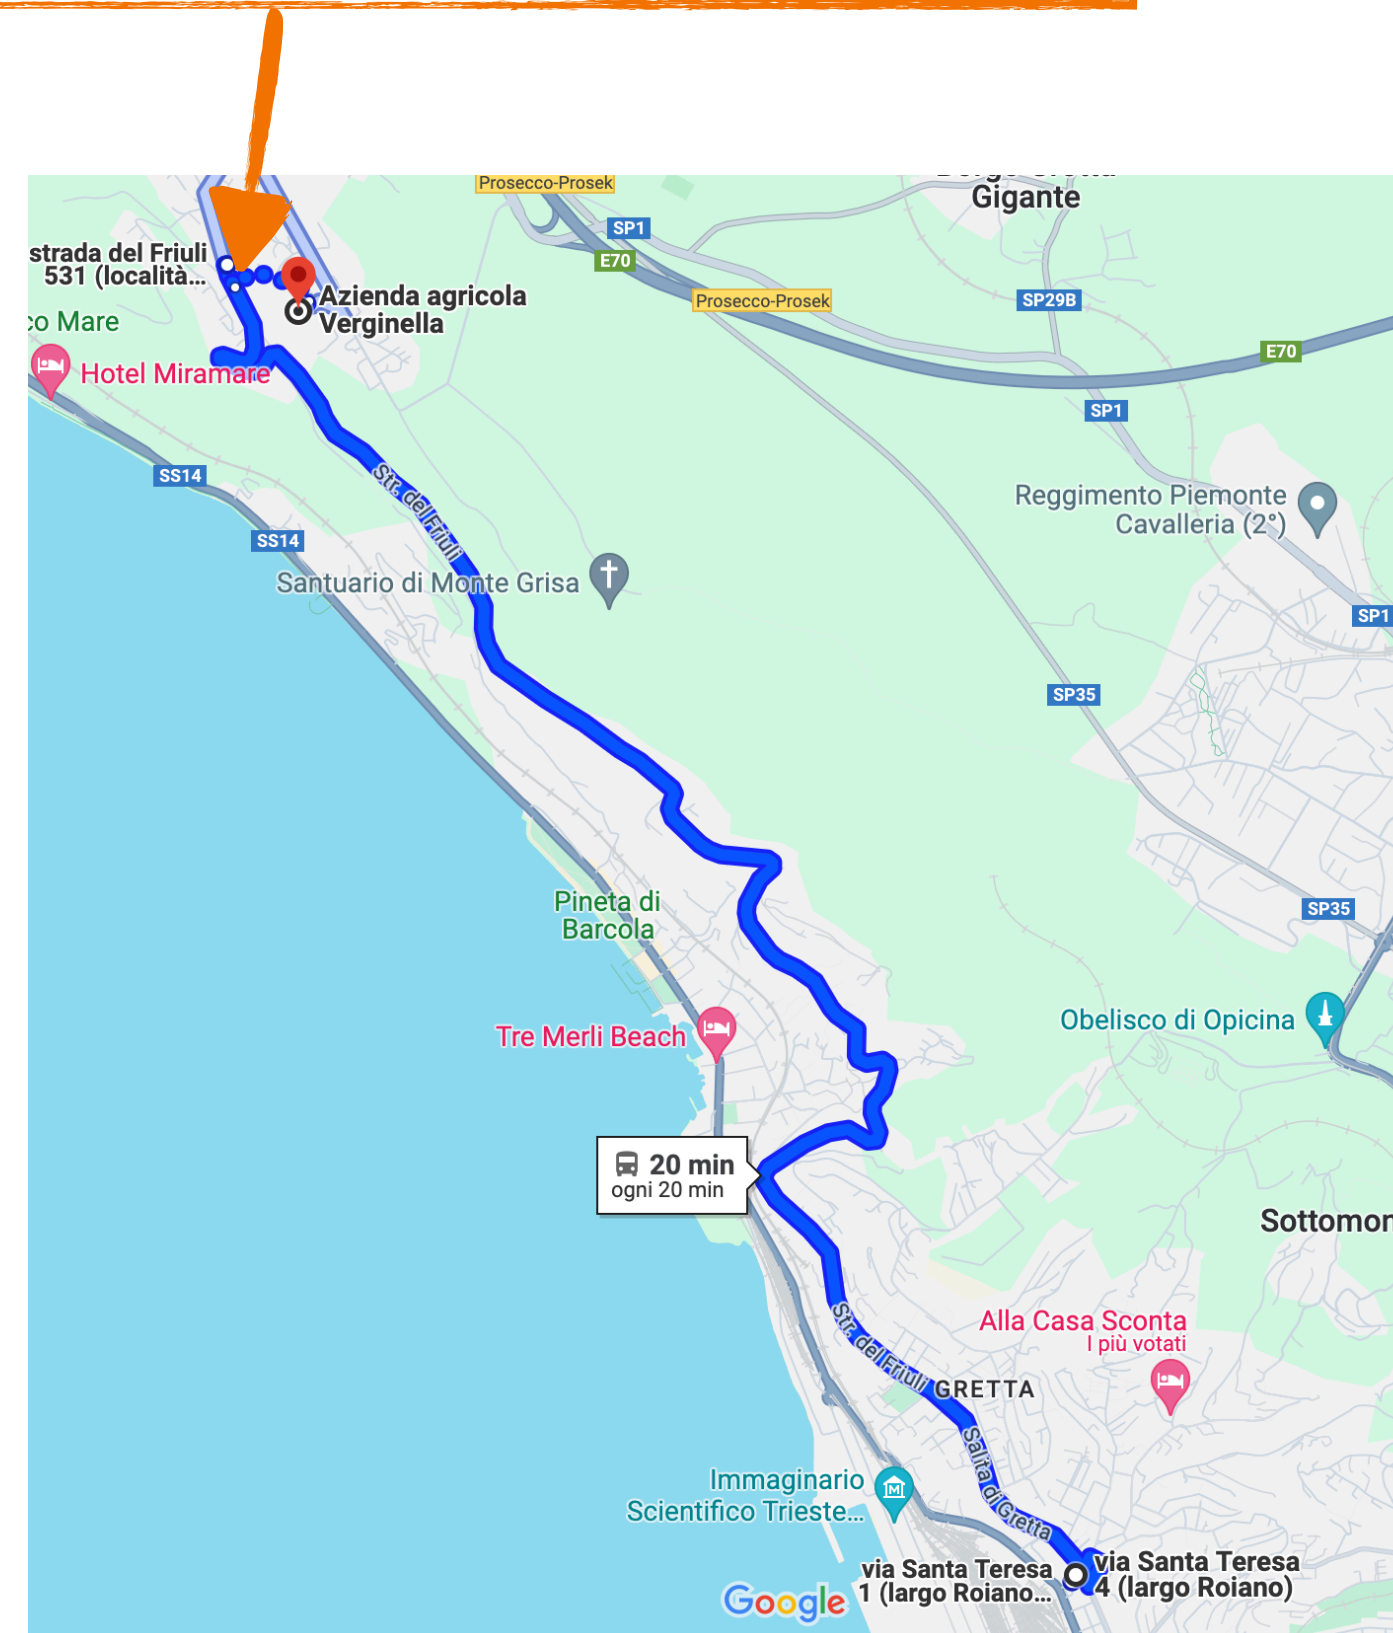 Prosecco-Prosek
Gigante
SP1
strada del Friuli
531 (località...
E70
Azienda agricola
Verginella
Prosecco-Prosek
SP29B
co Mare
E70
Hotel Miramare
SP1
SS14
Str. del Friuli
Reggimento Piemonte
Cavalleria (2°)
SS14
Santuario di Monte Grisa
SP1
SP35
Pineta di
Barcola
SP35
Obelisco di Opicina
Tre Merli Beach
20 min
ogni 20 min
Sottomon
Alla Casa Sconta
I più votati
Str. del Friuli
GRETTA
Salita di Gretta
Immaginario
Scientifico Trieste...
via Santa Teresa
1 (largo Roiano...
via Santa Teresa
4 (largo Roiano)
Google